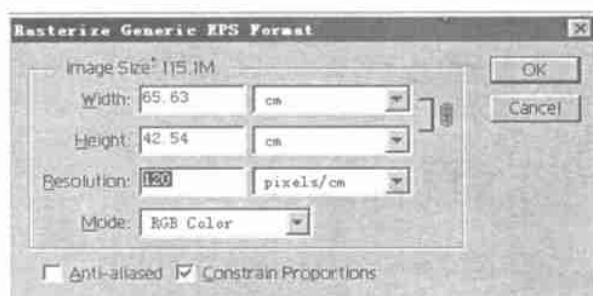 Rasterize Generic EPS Format
Image Size: 115.1M
OK
Width: 65.63 cm
Cancel
Height: 42.54 cm
Resolution: 120 pixels/cm
Mode: RGB Color
Anti-aliased Constrain Proportions